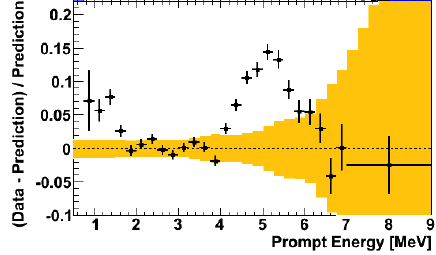 (Data - Prediction) / Prediction
0.2
0.15
0.1
0.05
0
-0.05
-0.1
1 2 3 4 5 6 7 8 9
Prompt Energy [MeV]